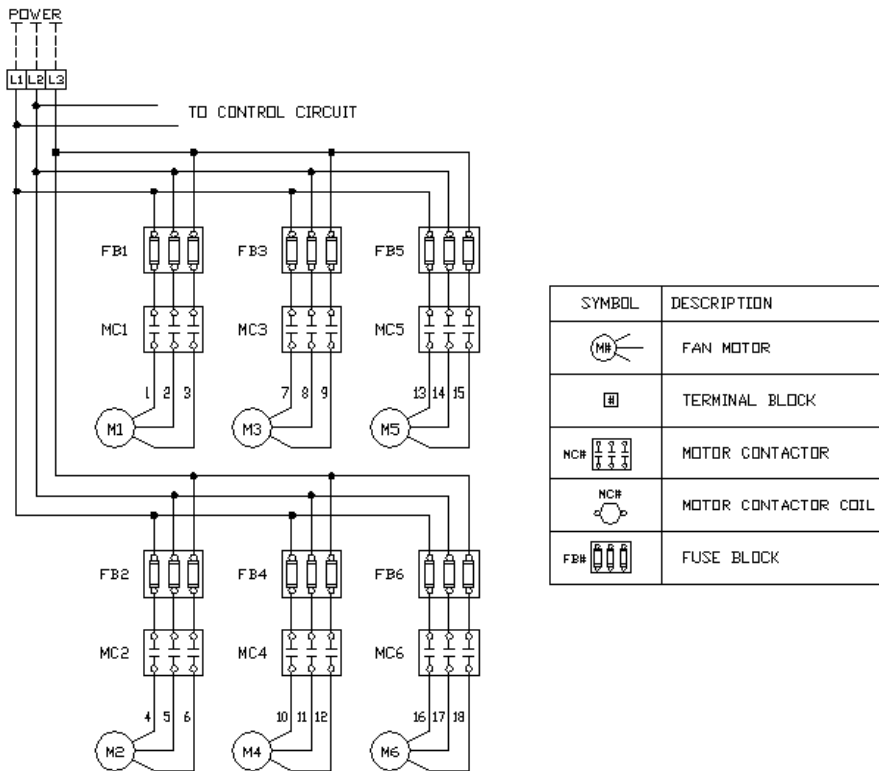 POWER
L1 L2 L3
TO CONTROL CIRCUIT
FB1 FB3 FB5
MC1 MC3 MC5
1 2 3 7 8 9 13 14 15
M1 M3 M5
FB2 FB4 FB6
MC2 MC4 MC6
4 5 6 10 11 12 16 17 18
M2 M4 M6
SYMBOL DESCRIPTION
M# FAN MOTOR
# TERMINAL BLOCK
NC# MOTOR CONTACTOR
NC# MOTOR CONTACTOR COIL
FB# FUSE BLOCK